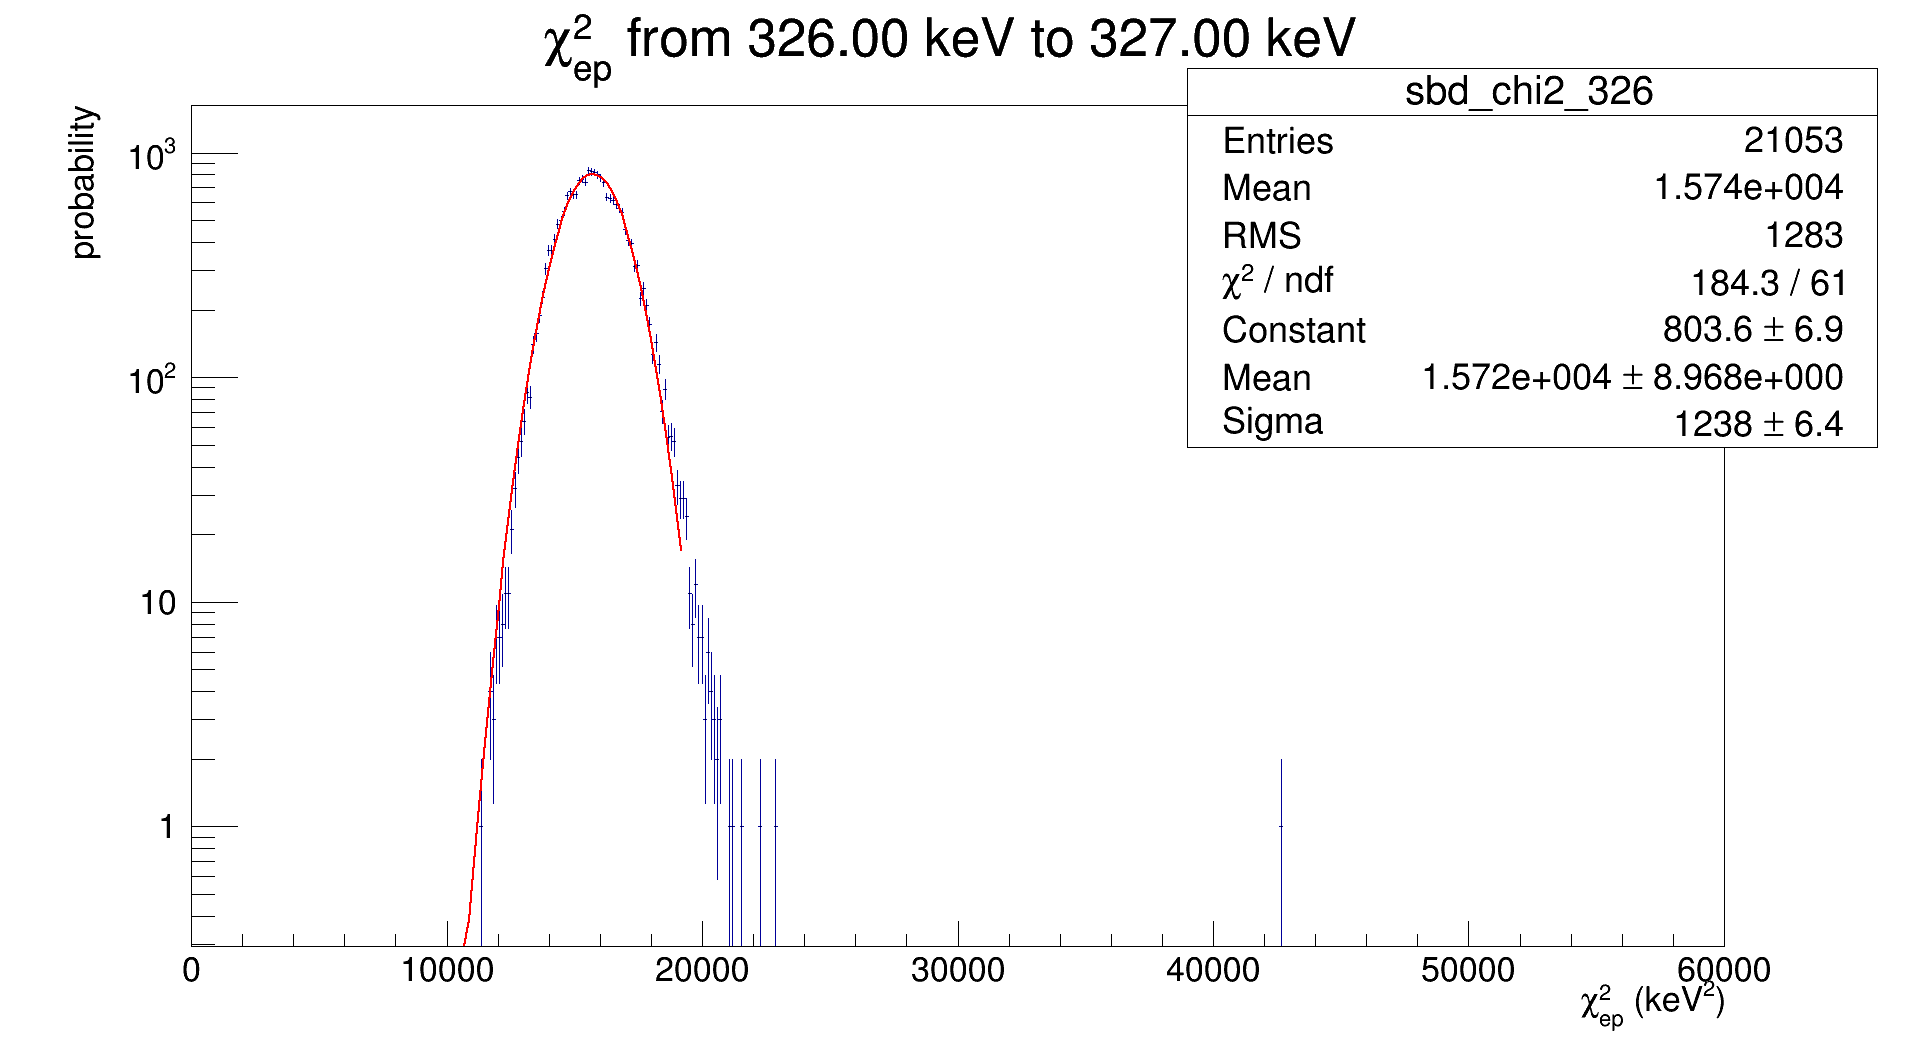 χ²ep from 326.00 keV to 327.00 keV
sbd_chi2_326
Entries 21053
Mean 1.574e+004
RMS 1283
χ² / ndf 184.3 / 61
Constant 803.6 ± 6.9
Mean 1.572e+004 ± 8.968e+000
Sigma 1238 ± 6.4
probability
10³
10²
10
1
0 10000 20000 30000 40000 50000 60000
χ²ep (keV²)